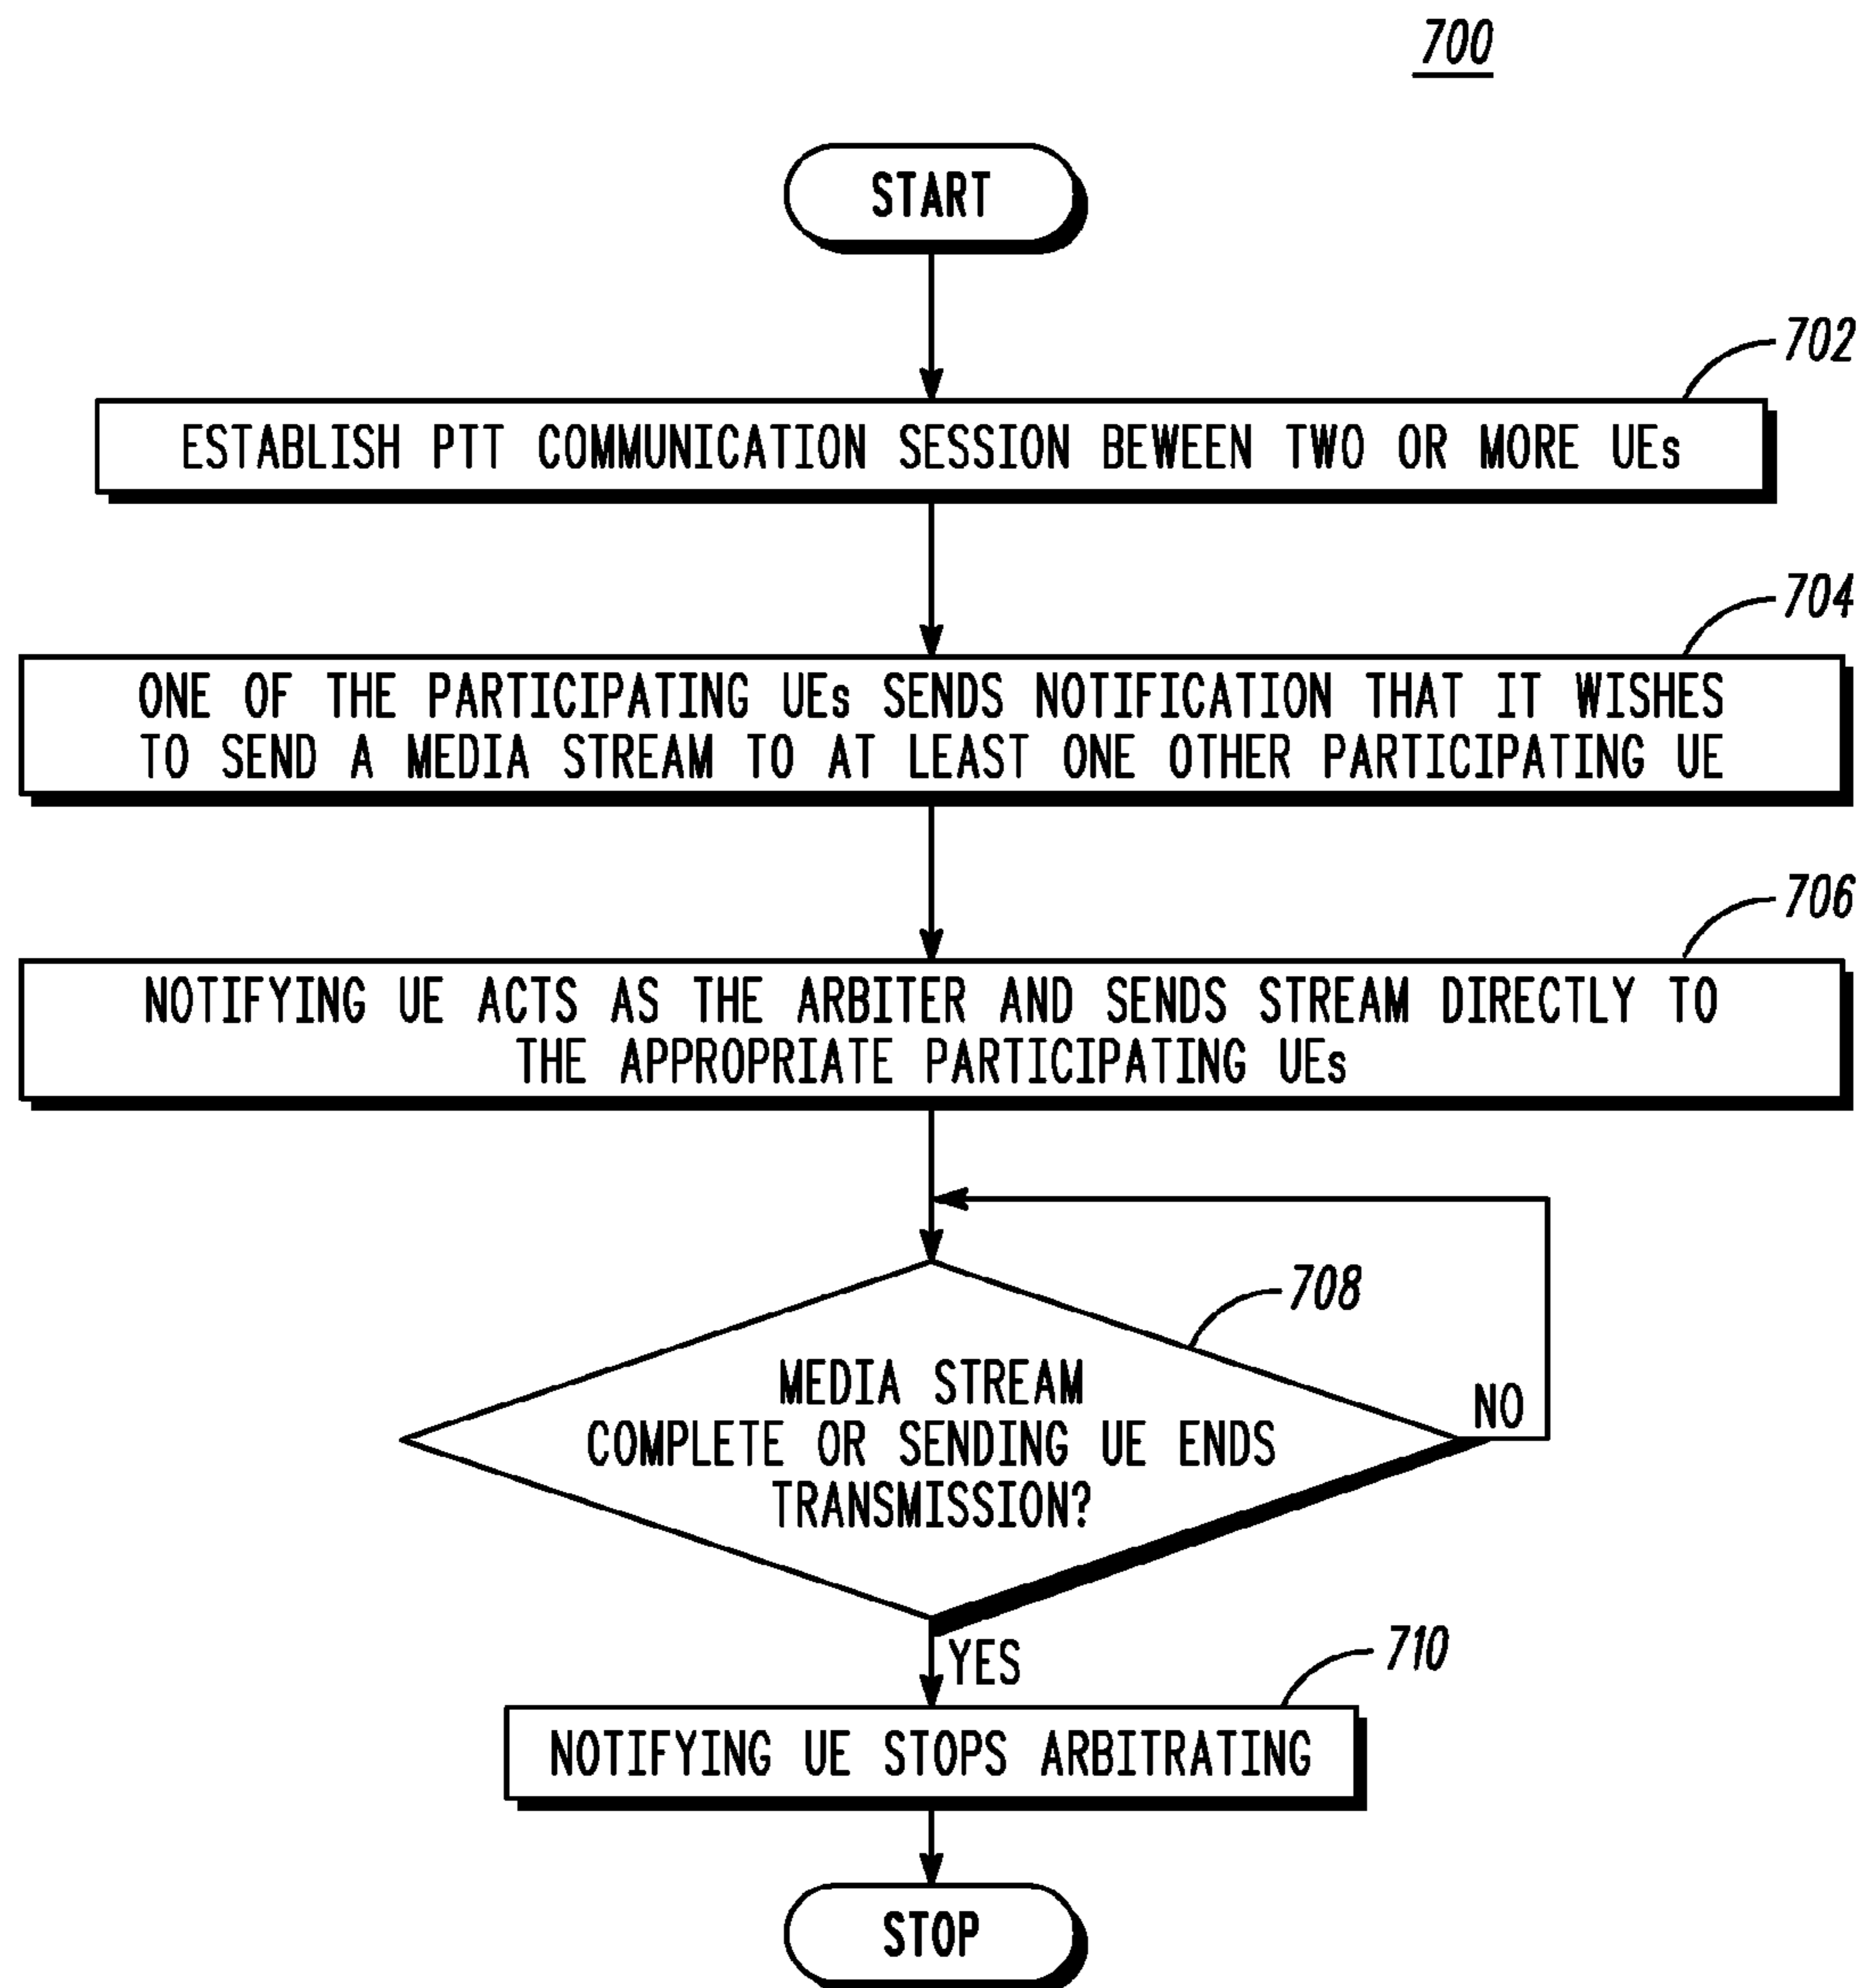 700
START
702
ESTABLISH PTT COMMUNICATION SESSION BEWEEN TWO OR MORE UEs
704
ONE OF THE PARTICIPATING UEs SENDS NOTIFICATION THAT IT WISHES
TO SEND A MEDIA STREAM TO AT LEAST ONE OTHER PARTICIPATING UE
706
NOTIFYING UE ACTS AS THE ARBITER AND SENDS STREAM DIRECTLY TO
THE APPROPRIATE PARTICIPATING UEs
708
MEDIA STREAM
COMPLETE OR SENDING UE ENDS
TRANSMISSION?
NO
YES
710
NOTIFYING UE STOPS ARBITRATING
STOP